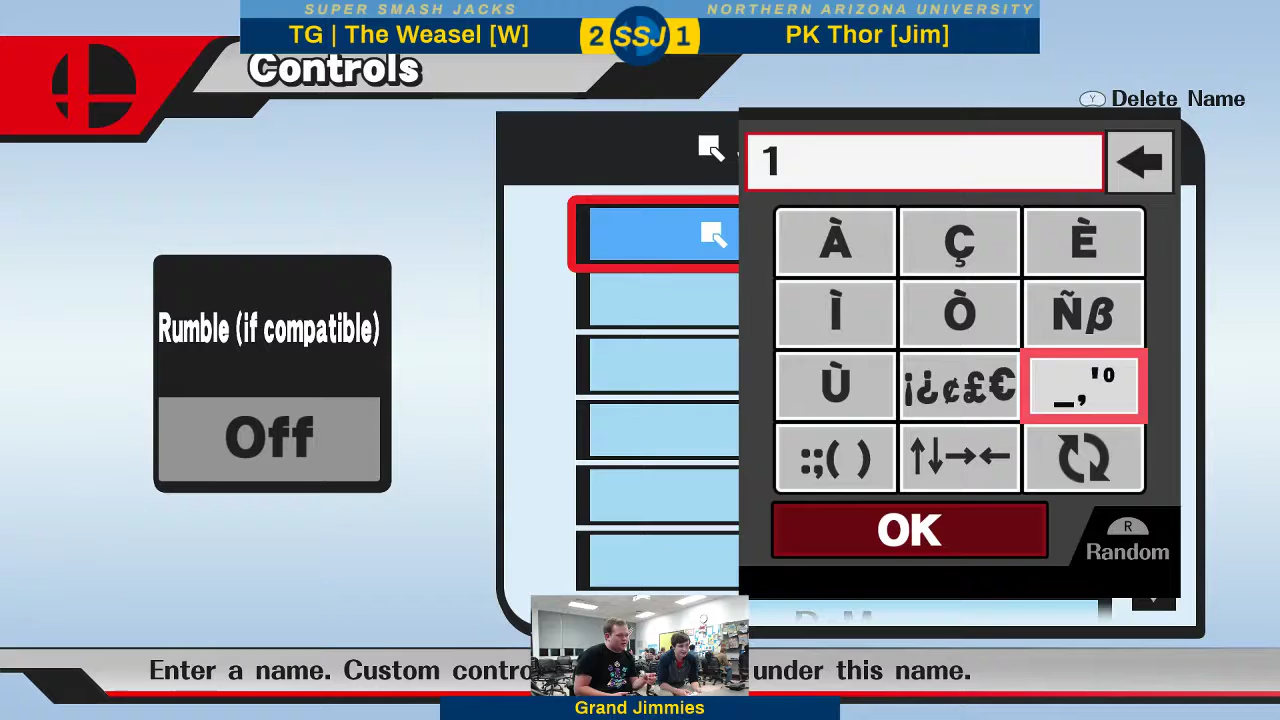 SUPER SMASH JACKS
NORTHERN ARIZONA UNIVERSITY
TG | The Weasel [W]
2 SSJ 1
PK Thor [Jim]
Controls
Y Delete Name
1
À Ç È
Rumble (if compatible)
Ì Ò Ñβ
Off
Ù ¡¿¢£€ _,'º
:;( ) ↑↓→←
OK
R
Random
Enter a name. Custom contro
under this name.
Grand Jimmies